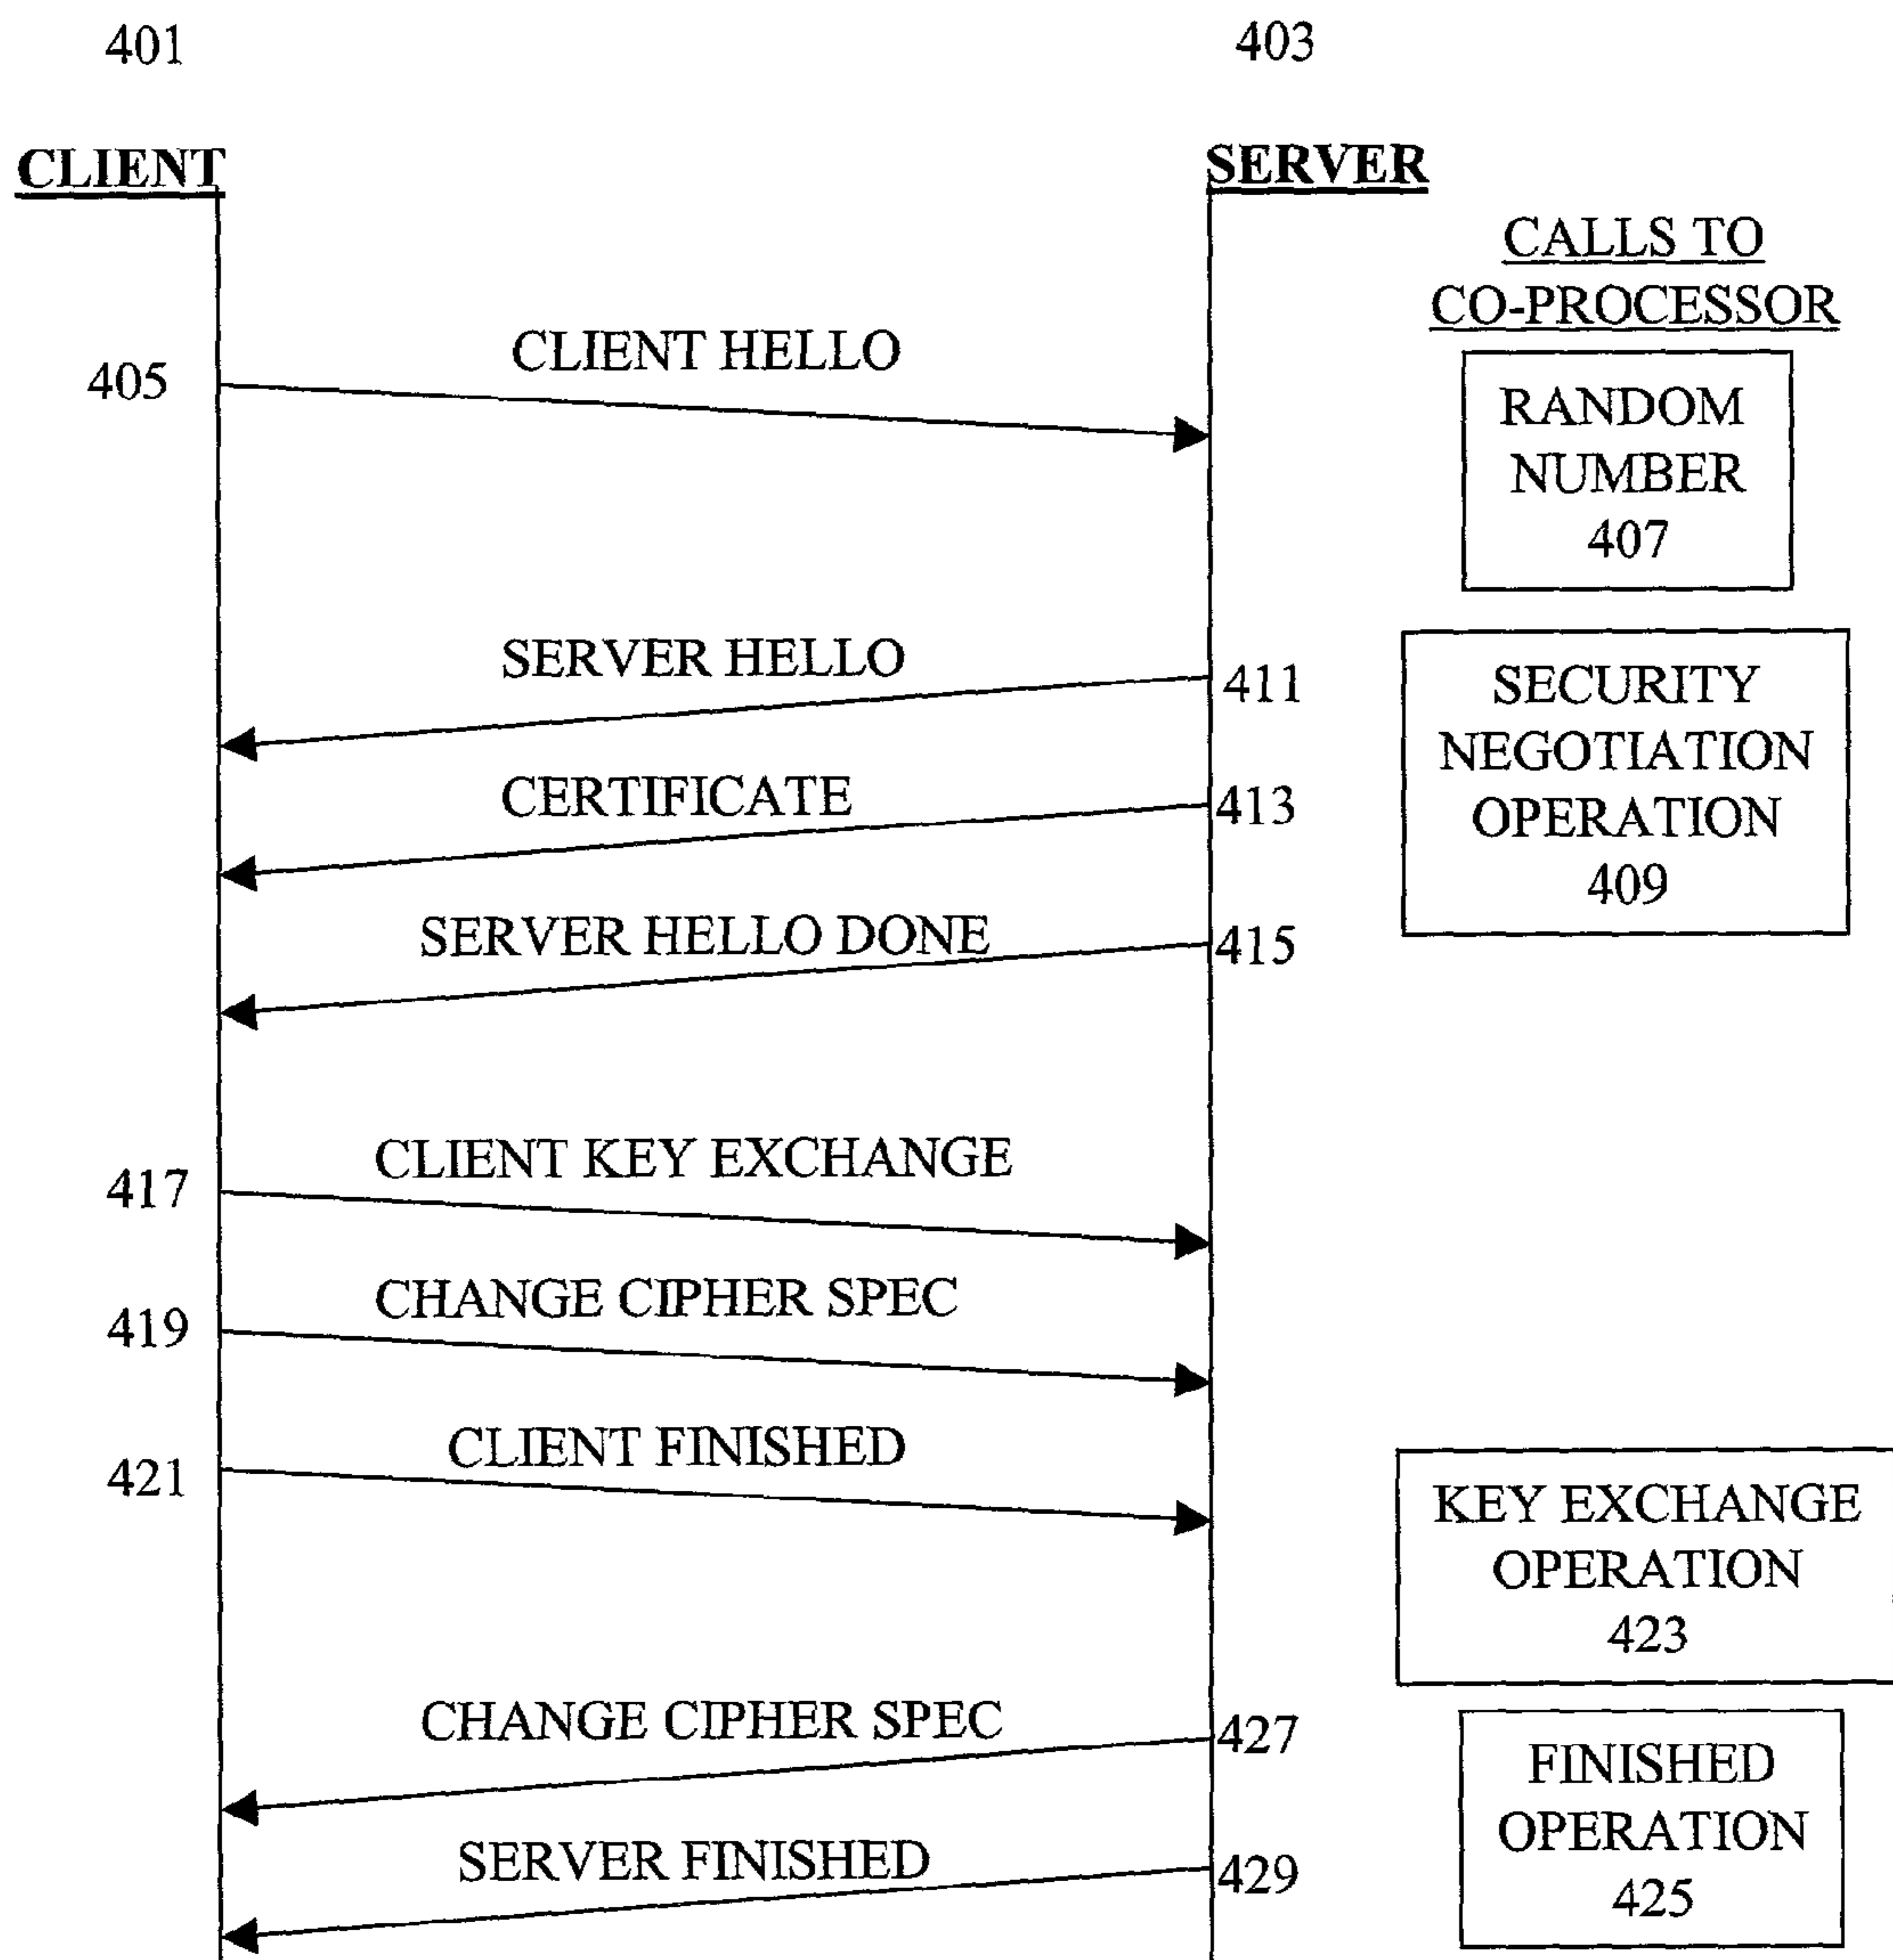 401
403
CLIENT
SERVER
CALLS TO
CO-PROCESSOR
CLIENT HELLO
405
RANDOM
NUMBER
407
SERVER HELLO
411
SECURITY
NEGOTIATION
OPERATION
409
CERTIFICATE
413
SERVER HELLO DONE
415
CLIENT KEY EXCHANGE
417
CHANGE CIPHER SPEC
419
CLIENT FINISHED
421
KEY EXCHANGE
OPERATION
423
CHANGE CIPHER SPEC
427
FINISHED
OPERATION
425
SERVER FINISHED
429